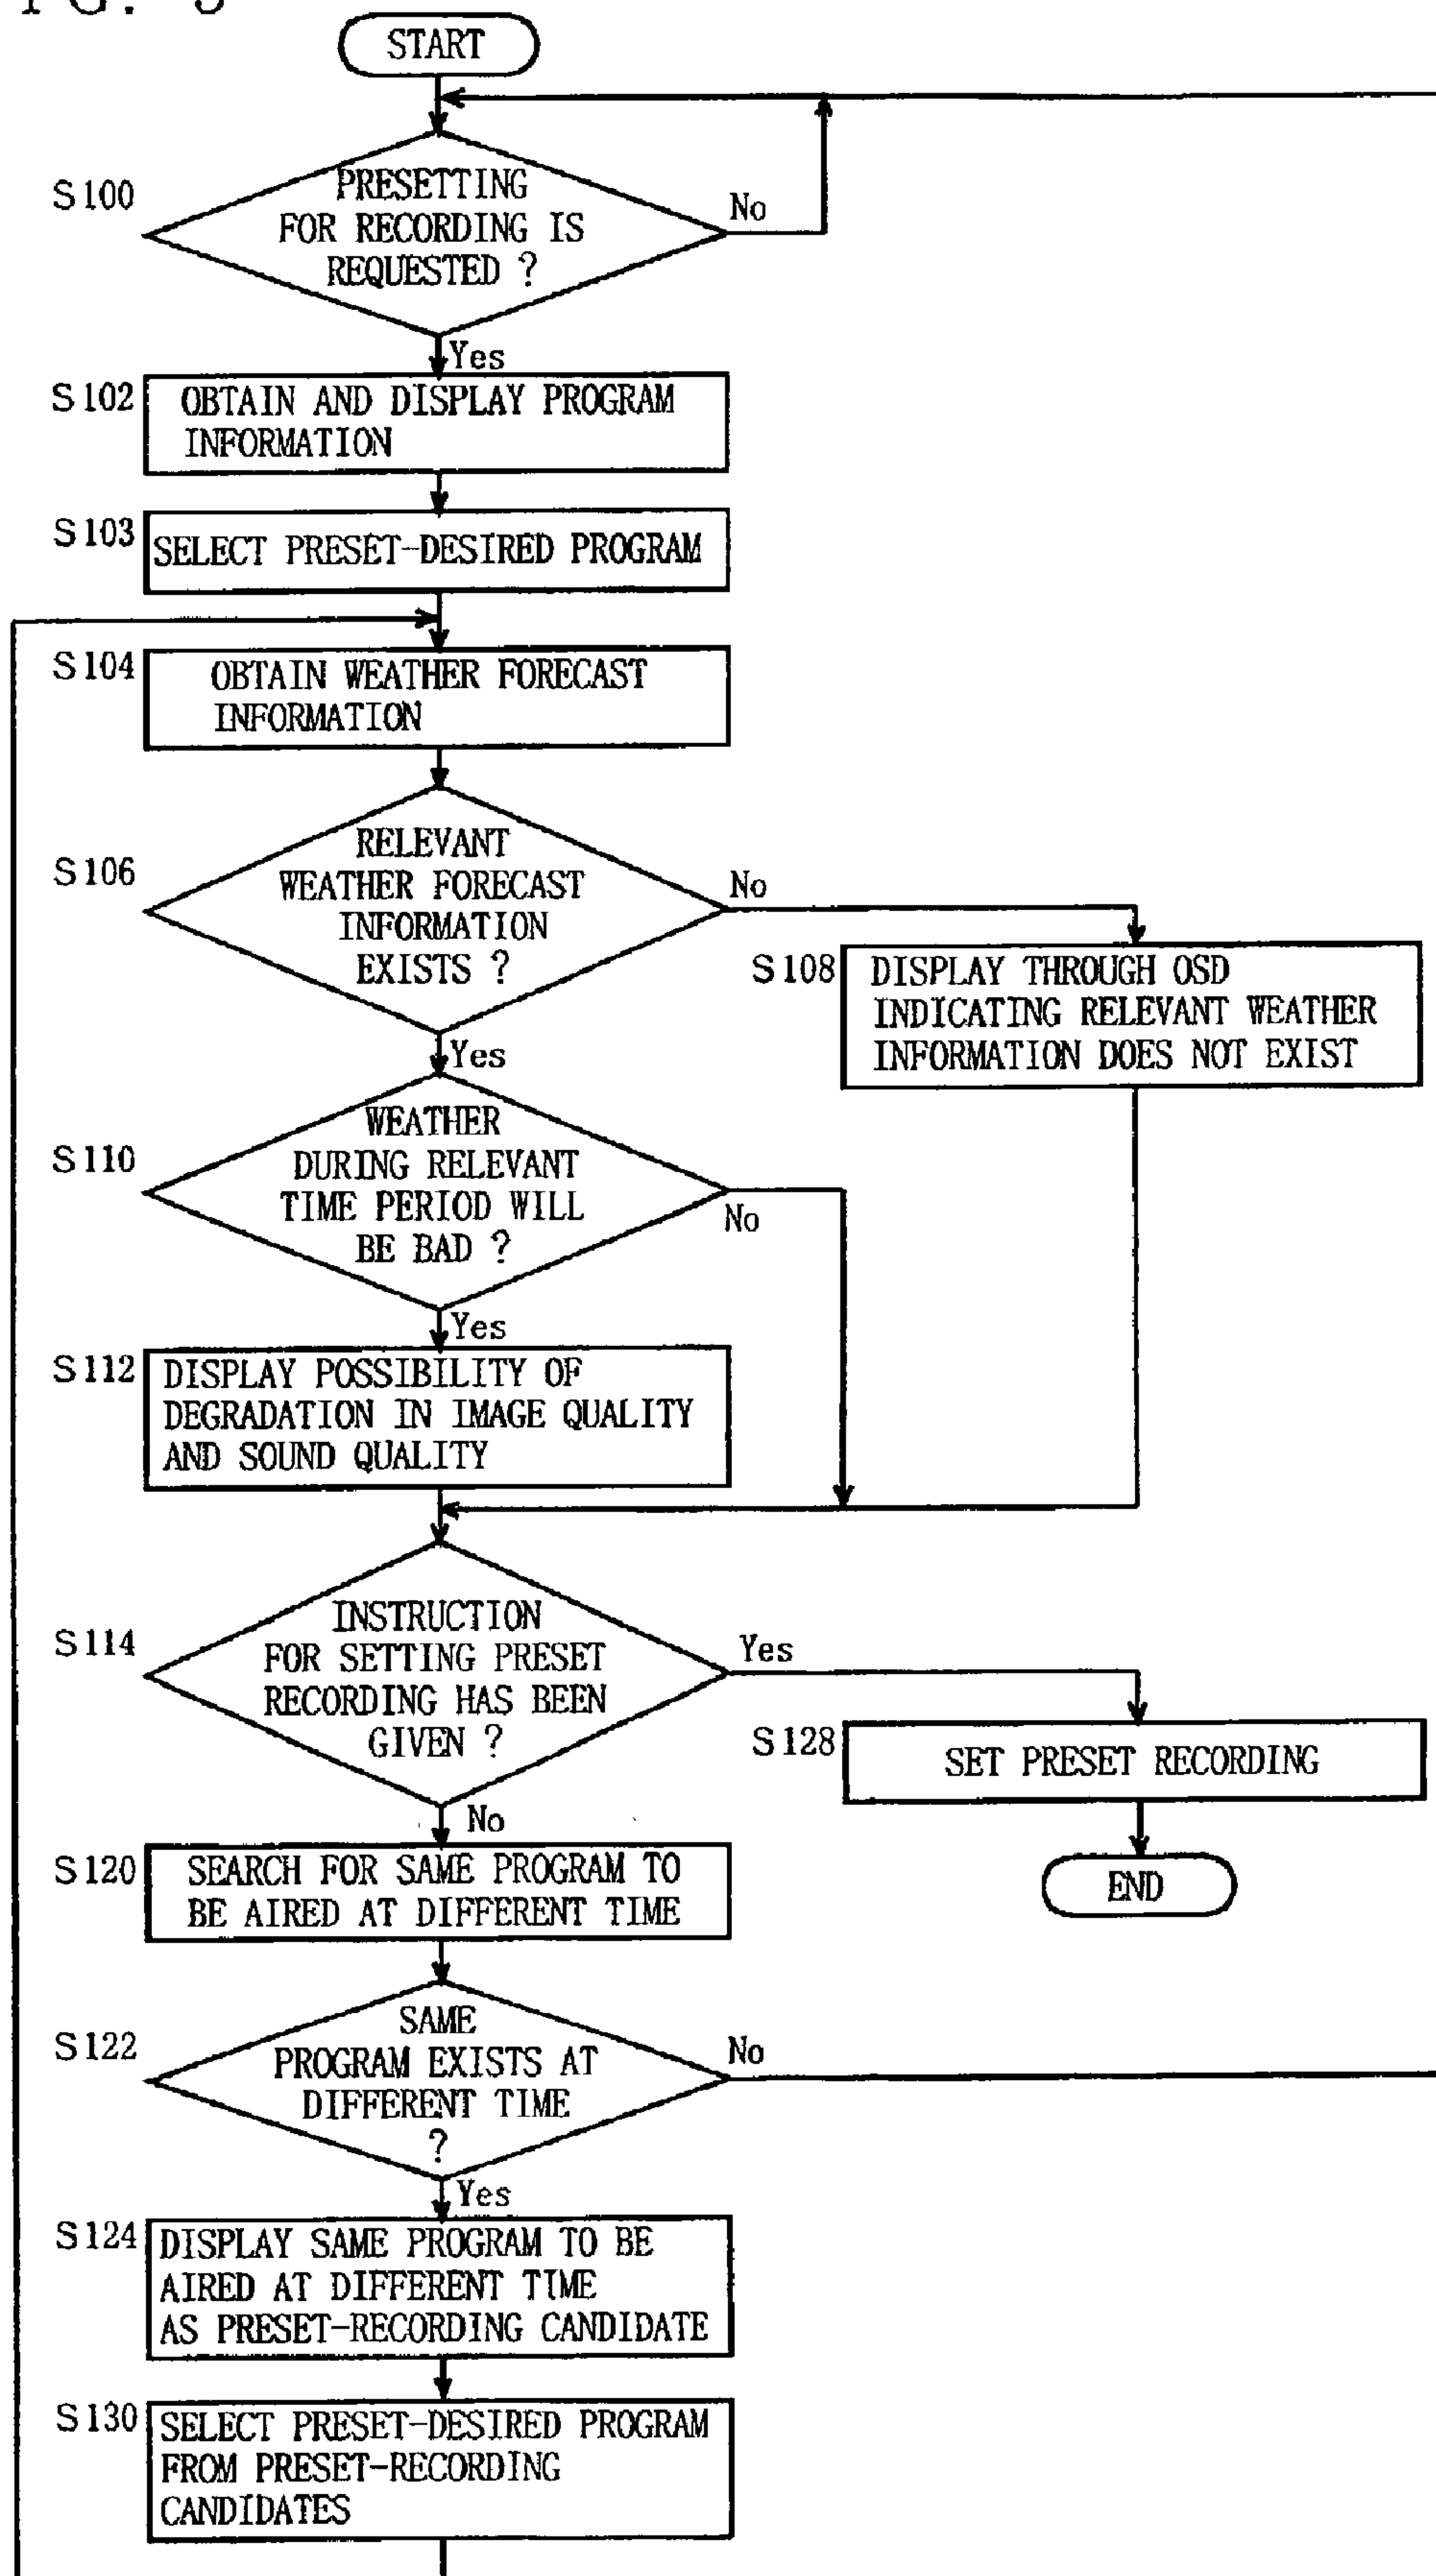 START
S100
PRESETTING
FOR RECORDING IS
REQUESTED ?
No
Yes
S102
OBTAIN AND DISPLAY PROGRAM
INFORMATION
S103
SELECT PRESET-DESIRED PROGRAM
S104
OBTAIN WEATHER FORECAST
INFORMATION
S106
RELEVANT
WEATHER FORECAST
INFORMATION
EXISTS ?
No
Yes
S108
DISPLAY THROUGH OSD
INDICATING RELEVANT WEATHER
INFORMATION DOES NOT EXIST
S110
WEATHER
DURING RELEVANT
TIME PERIOD WILL
BE BAD ?
No
Yes
S112
DISPLAY POSSIBILITY OF
DEGRADATION IN IMAGE QUALITY
AND SOUND QUALITY
S114
INSTRUCTION
FOR SETTING PRESET
RECORDING HAS BEEN
GIVEN ?
Yes
No
S128
SET PRESET RECORDING
END
S120
SEARCH FOR SAME PROGRAM TO
BE AIRED AT DIFFERENT TIME
S122
SAME
PROGRAM EXISTS AT
DIFFERENT TIME
?
No
Yes
S124
DISPLAY SAME PROGRAM TO BE
AIRED AT DIFFERENT TIME
AS PRESET-RECORDING CANDIDATE
S130
SELECT PRESET-DESIRED PROGRAM
FROM PRESET-RECORDING
CANDIDATES